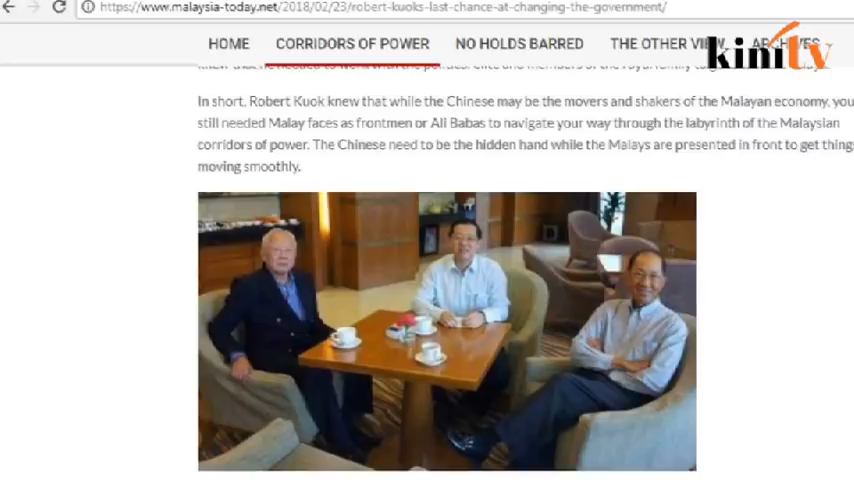 https://www.malaysia-today.net/2018/02/23/robert-kuoks-last-chance-at-changing-the-government/
HOME CORRIDORS OF POWER NO HOLDS BARRED THE OTHER VIEW ARCHIVES
kinitv
In short, Robert Kuok knew that while the Chinese may be the movers and shakers of the Malayan economy, you
still needed Malay faces as frontmen or Ali Babas to navigate your way through the labyrinth of the Malaysian
corridors of power. The Chinese need to be the hidden hand while the Malays are presented in front to get things
moving smoothly.